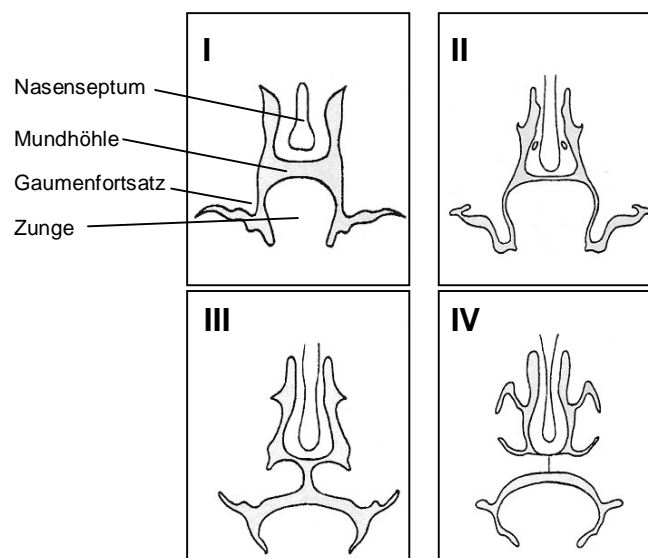 I
II
Nasenseptum
Mundhöhle
Gaumenfortsatz
Zunge
III
IV